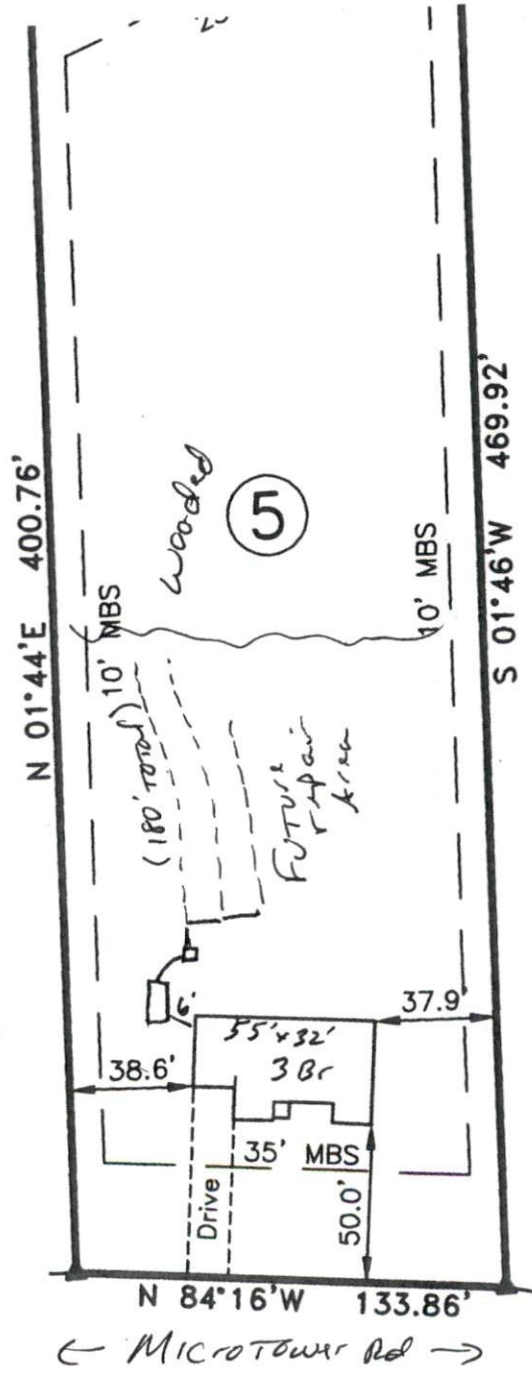 N 01°44'E 400.76'
S 01°46'W 469.92'
wooded
5
10' MBS
10' MBS
(180' total)
Future
repair
Area
6'
55' x 32'
3 Br
37.9'
38.6'
35' MBS
Drive
50.0'
N 84°16'W 133.86'
← MicroTower Rd →